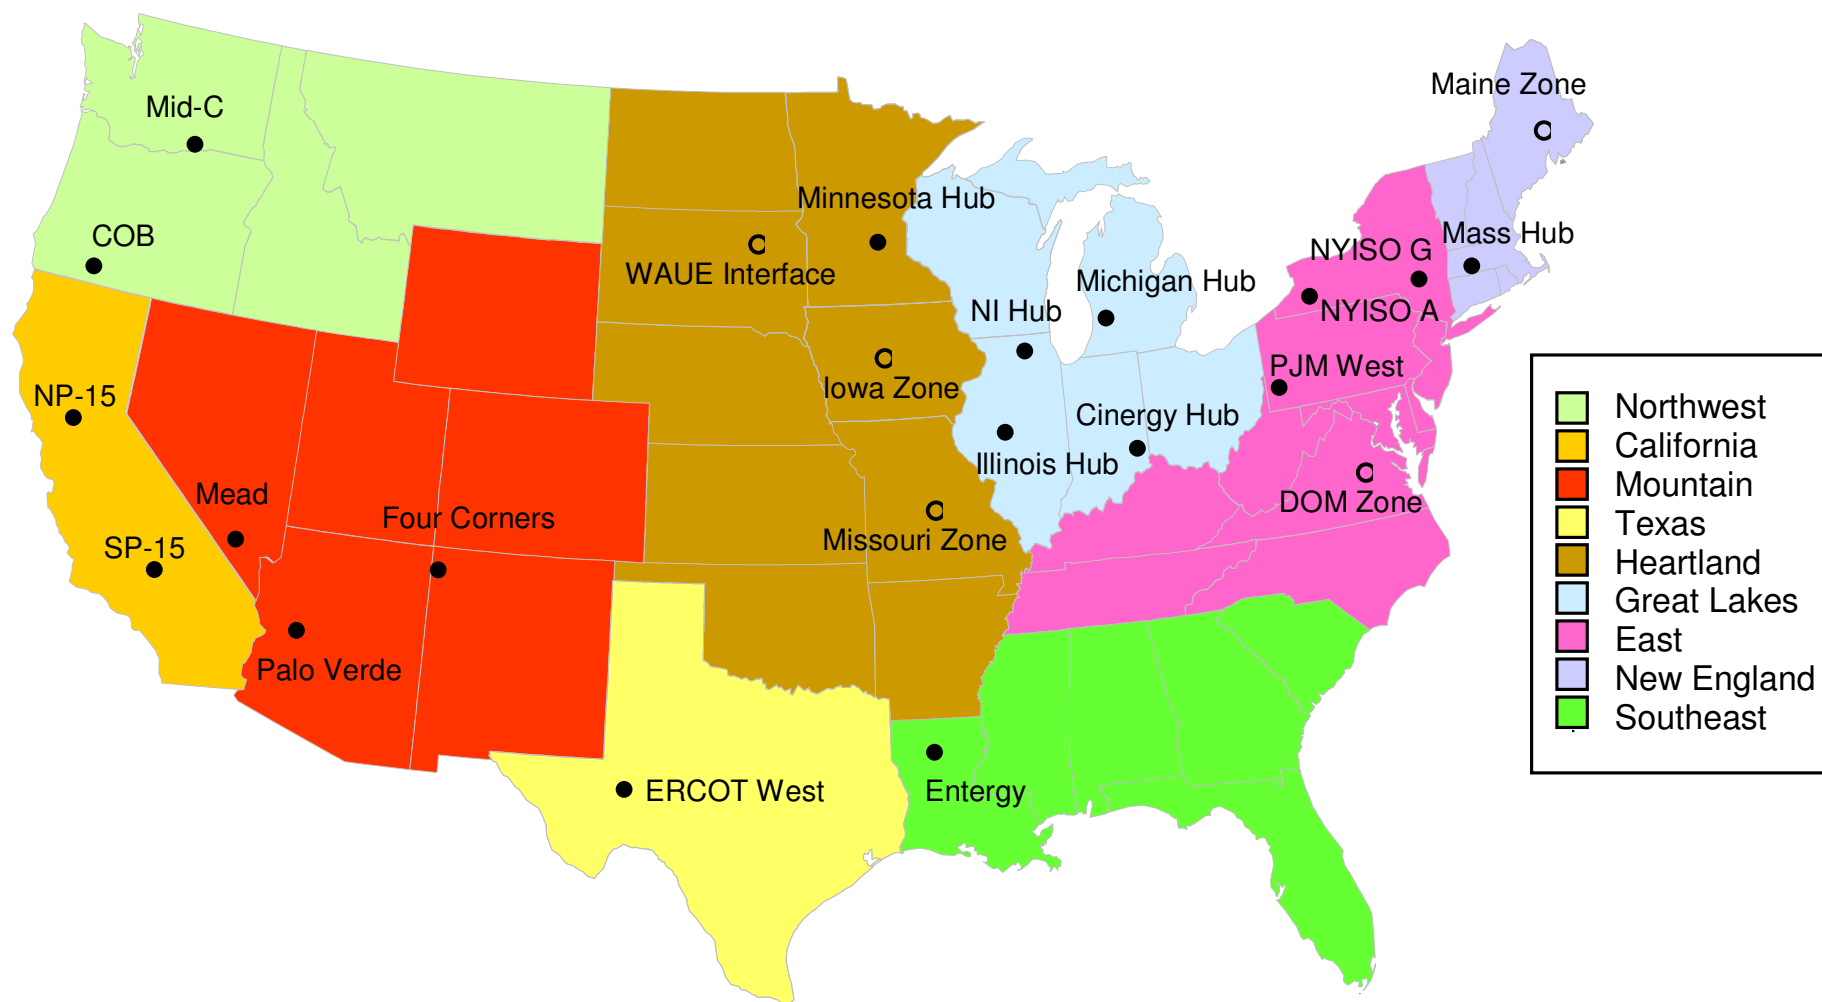 Maine Zone
Mid-C
Minnesota Hub
COB
NYISO G
Mass Hub
WAUE Interface
Michigan Hub
NI Hub
NYISO A
PJM West
NP-15
Iowa Zone
Cinergy Hub
Illinois Hub
Mead
DOM Zone
Four Corners
Missouri Zone
SP-15
Palo Verde
ERCOT West
Entergy
Northwest
California
Mountain
Texas
Heartland
Great Lakes
East
New England
Southeast